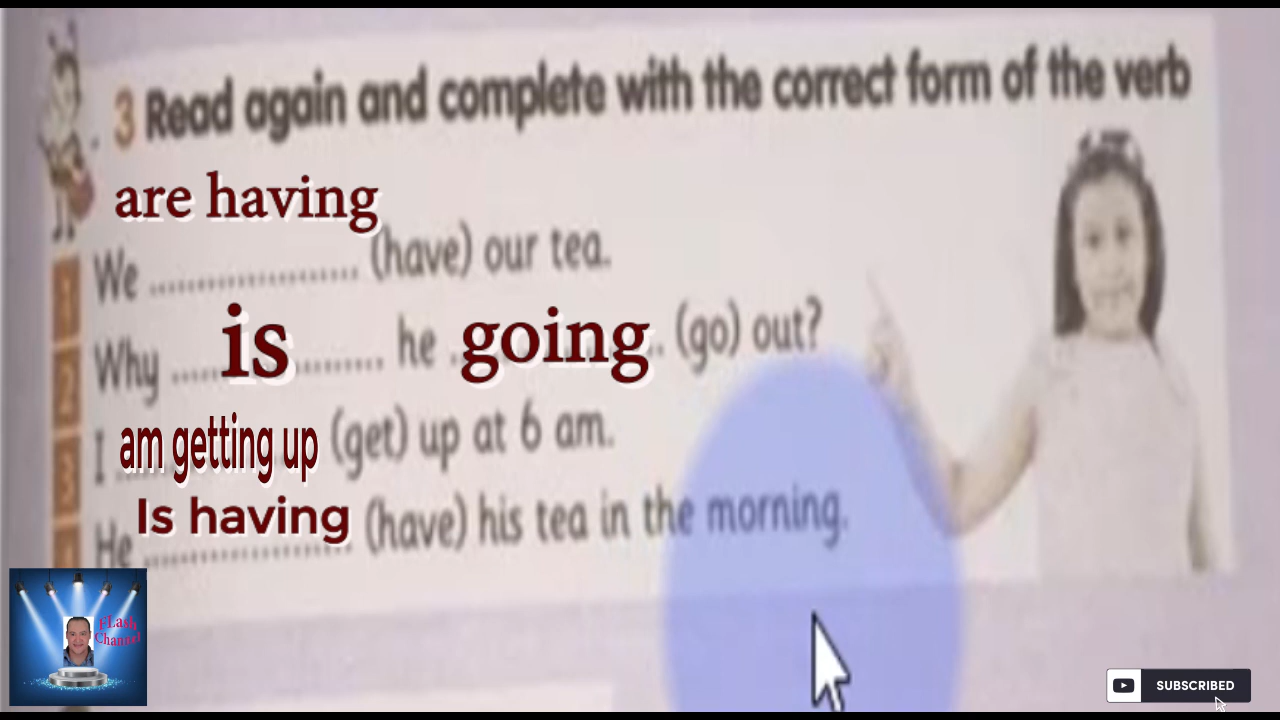 3 Read again and complete with the correct form of the verb
are having
We .................... (have) our tea.
Why is he going (go) out?
I am getting up (get) up at 6 am.
He Is having (have) his tea in the morning.
1
2
3
FLash
Channel
SUBSCRIBED